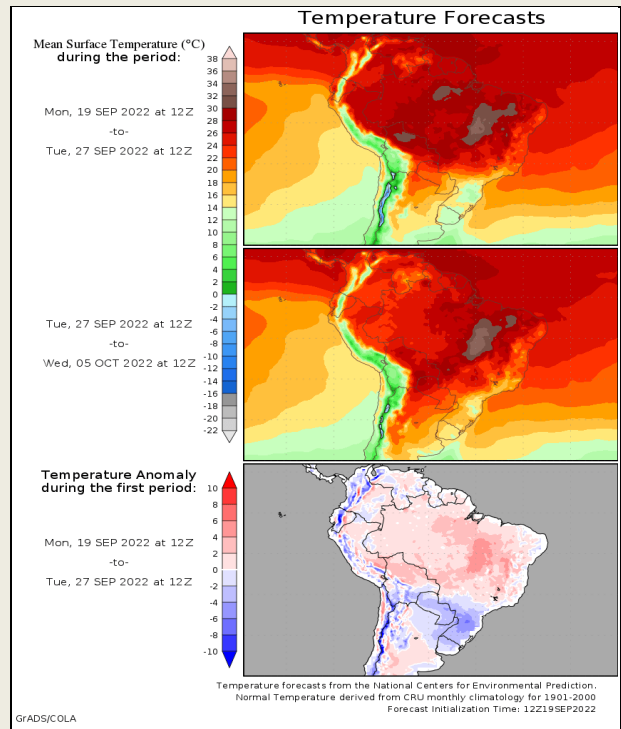 Temperature Forecasts
Mean Surface Temperature (°C)
during the period:
Mon, 19 SEP 2022 at 12Z
-to-
Tue, 27 SEP 2022 at 12Z
Tue, 27 SEP 2022 at 12Z
-to-
Wed, 05 OCT 2022 at 12Z
38
36
34
32
30
28
26
24
22
20
18
16
14
12
10
8
6
4
2
0
-2
-4
-6
-8
-10
-12
-14
-16
-18
-20
-22
Temperature Anomaly
during the first period:
Mon, 19 SEP 2022 at 12Z
-to-
Tue, 27 SEP 2022 at 12Z
10
8
6
4
2
0
-2
-4
-6
-8
-10
Temperature forecasts from the National Centers for Environmental Prediction.
Normal Temperature derived from CRU monthly climatology for 1901-2000
Forecast Initialization Time: 12Z19SEP2022
GrADS/COLA